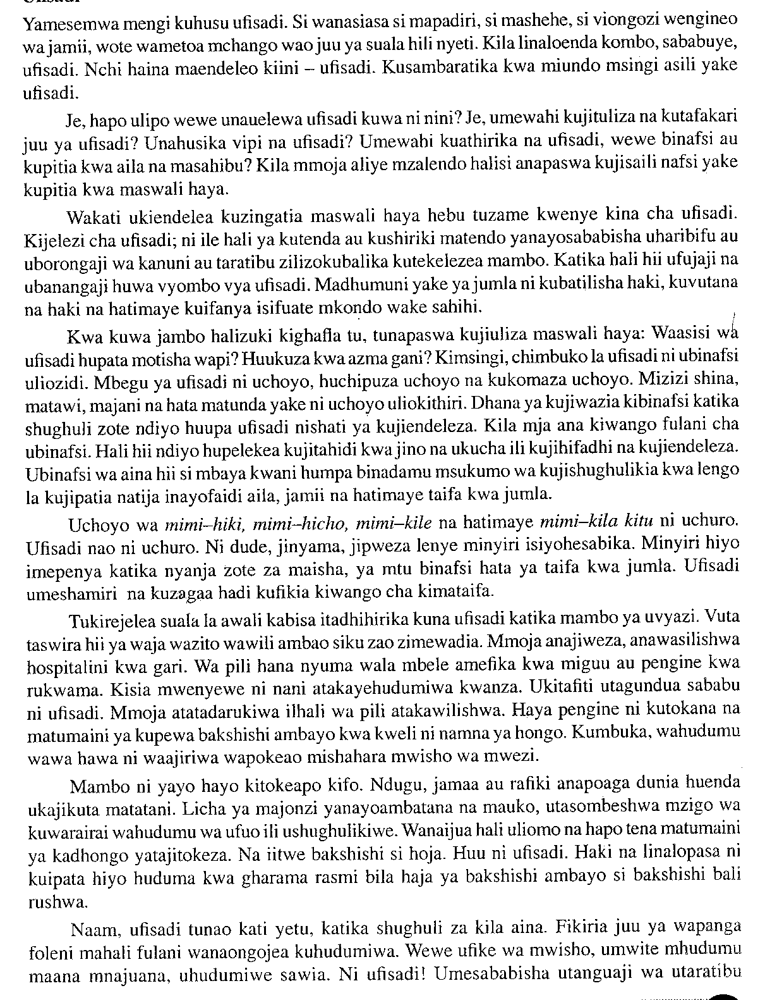 Ufisadi
Yamesemwa mengi kuhusu ufisadi. Si wanasiasa si mapadiri, si mashehe, si viongozi wengineo
wa jamii, wote wametoa mchango wao juu ya suala hili nyeti. Kila linaloenda kombo, sababuye,
ufisadi. Nchi haina maendeleo kiini – ufisadi. Kusambaratika kwa miundo msingi asili yake
ufisadi.
Je, hapo ulipo wewe unauelewa ufisadi kuwa ni nini? Je, umewahi kujituliza na kutafakari
juu ya ufisadi? Unahusika vipi na ufisadi? Umewahi kuathirika na ufisadi, wewe binafsi au
kupitia kwa aila na masahibu? Kila mmoja aliye mzalendo halisi anapaswa kujisaili nafsi yake
kupitia kwa maswali haya.
Wakati ukiendelea kuzingatia maswali haya hebu tuzame kwenye kina cha ufisadi.
Kijelezi cha ufisadi; ni ile hali ya kutenda au kushiriki matendo yanayosababisha uharibifu au
uborongaji wa kanuni au taratibu zilizokubalika kutekelezea mambo. Katika hali hii ufujaji na
ubanangaji huwa vyombo vya ufisadi. Madhumuni yake ya jumla ni kubatilisha haki, kuvutana
na haki na hatimaye kuifanya isifuate mkondo wake sahihi.
Kwa kuwa jambo halizuki kighafla tu, tunapaswa kujiuliza maswali haya: Waasisi wa
ufisadi hupata motisha wapi? Huukuza kwa azma gani? Kimsingi, chimbuko la ufisadi ni ubinafsi
uliozidi. Mbegu ya ufisadi ni uchoyo, huchipuza uchoyo na kukomaza uchoyo. Mizizi shina,
matawi, majani na hata matunda yake ni uchoyo uliokithiri. Dhana ya kujiwazia kibinafsi katika
shughuli zote ndiyo huupa ufisadi nishati ya kujiendeleza. Kila mja ana kiwango fulani cha
ubinafsi. Hali hii ndiyo hupelekea kujitahidi kwa jino na ukucha ili kujihifadhi na kujiendeleza.
Ubinafsi wa aina hii si mbaya kwani humpa binadamu msukumo wa kujishughulikia kwa lengo
la kujipatia natija inayofaidi aila, jamii na hatimaye taifa kwa jumla.
Uchoyo wa mimi–hiki, mimi–hicho, mimi–kile na hatimaye mimi–kila kitu ni uchuro.
Ufisadi nao ni uchuro. Ni dude, jinyama, jipweza lenye minyiri isiyohesabika. Minyiri hiyo
imepenya katika nyanja zote za maisha, ya mtu binafsi hata ya taifa kwa jumla. Ufisadi
umeshamiri na kuzagaa hadi kufikia kiwango cha kimataifa.
Tukirejelea suala la awali kabisa itadhihirika kuna ufisadi katika mambo ya uvyazi. Vuta
taswira hii ya waja wazito wawili ambao siku zao zimewadia. Mmoja anajiweza, anawasilishwa
hospitalini kwa gari. Wa pili hana nyuma wala mbele amefika kwa miguu au pengine kwa
rukwama. Kisia mwenyewe ni nani atakayehudumiwa kwanza. Ukitafiti utagundua sababu
ni ufisadi. Mmoja atatadarukiwa ilhali wa pili atakawilishwa. Haya pengine ni kutokana na
matumaini ya kupewa bakshishi ambayo kwa kweli ni namna ya hongo. Kumbuka, wahudumu
wawa hawa ni waajiriwa wapokeao mishahara mwisho wa mwezi.
Mambo ni yayo hayo kitokeapo kifo. Ndugu, jamaa au rafiki anapoaga dunia huenda
ukajikuta matatani. Licha ya majonzi yanayoambatana na mauko, utasombeshwa mzigo wa
kuwarairai wahudumu wa ufuo ili ushughulikiwe. Wanaijua hali uliomo na hapo tena matumaini
ya kadhongo yatajitokeza. Na iitwe bakshishi si hoja. Huu ni ufisadi. Haki na linalopasa ni
kuipata hiyo huduma kwa gharama rasmi bila haja ya bakshishi ambayo si bakshishi bali
rushwa.
Naam, ufisadi tunao kati yetu, katika shughuli za kila aina. Fikiria juu ya wapanga
foleni mahali fulani wanaongojea kuhudumiwa. Wewe ufike wa mwisho, umwite mhudumu
maana mnajuana, uhudumiwe sawia. Ni ufisadi! Umesababisha utanguaji wa utaratibu